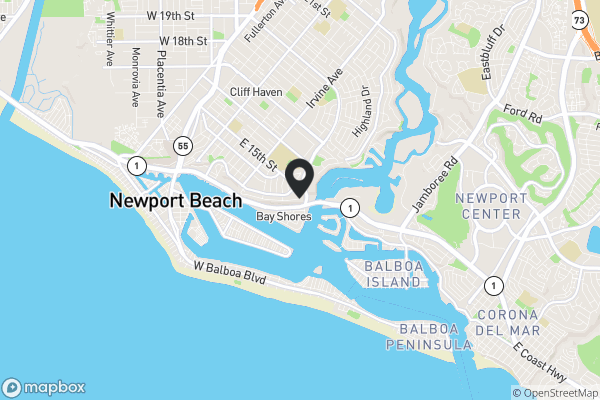 W 19th St
Whittier Ave
Monrovia Ave
Placentia Ave
W 18th St
Fullerton Ave
21st St
Cliff Haven
Irvine Ave
Highland Dr
Eastbluff Dr
73
Ford Rd
55
E 15th St
1
Newport Beach
Bay Shores
1
Jamboree Rd
NEWPORT
CENTER
W Balboa Blvd
BALBOA
ISLAND
1
CORONA
DEL MAR
BALBOA
PENINSULA
E Coast Hwy
mapbox
© OpenStreetMap